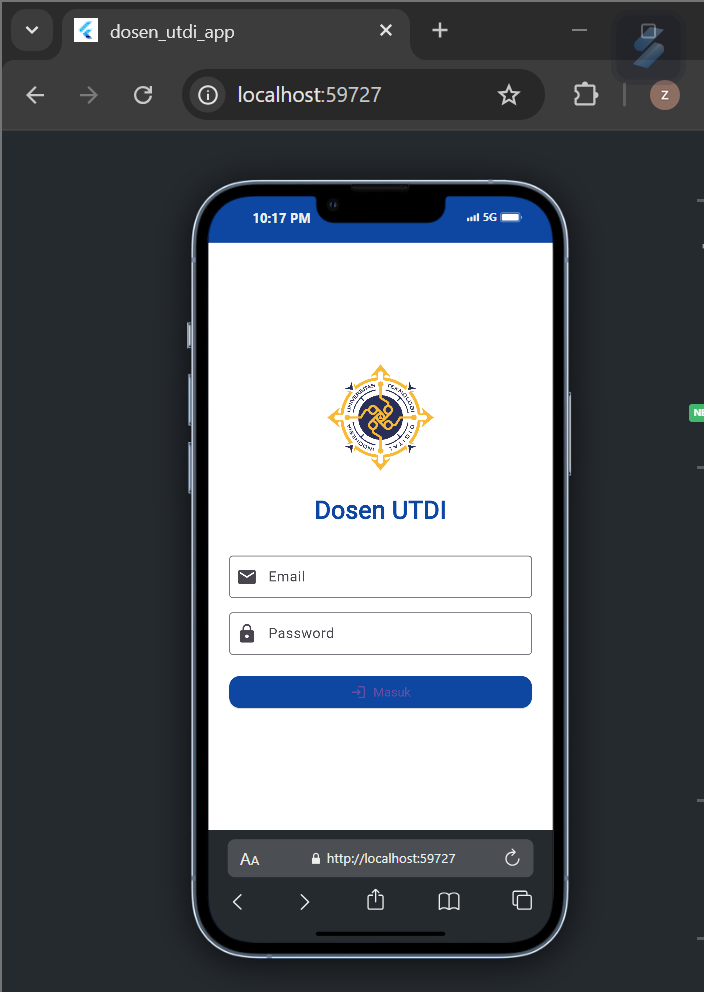 dosen_utdi_app
localhost:59727
Z
10:17 PM
5G
UNIVERSITAS TEKNOLOGI
DIGITAL INDONESIA
Dosen UTDI
Email
Password
Masuk
AA
http://localhost:59727